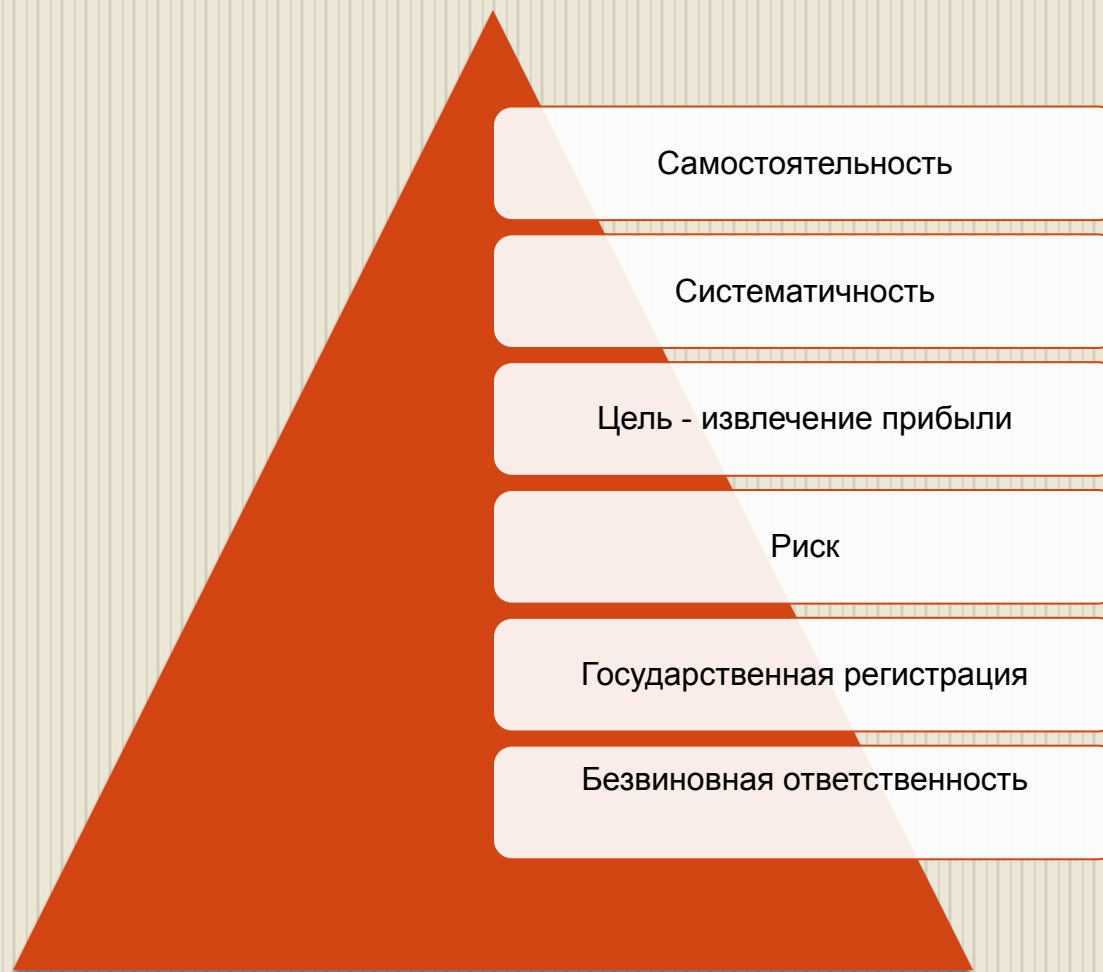 Самостоятельность
Систематичность
Цель - извлечение прибыли
Риск
Государственная регистрация
Безвиновная ответственность